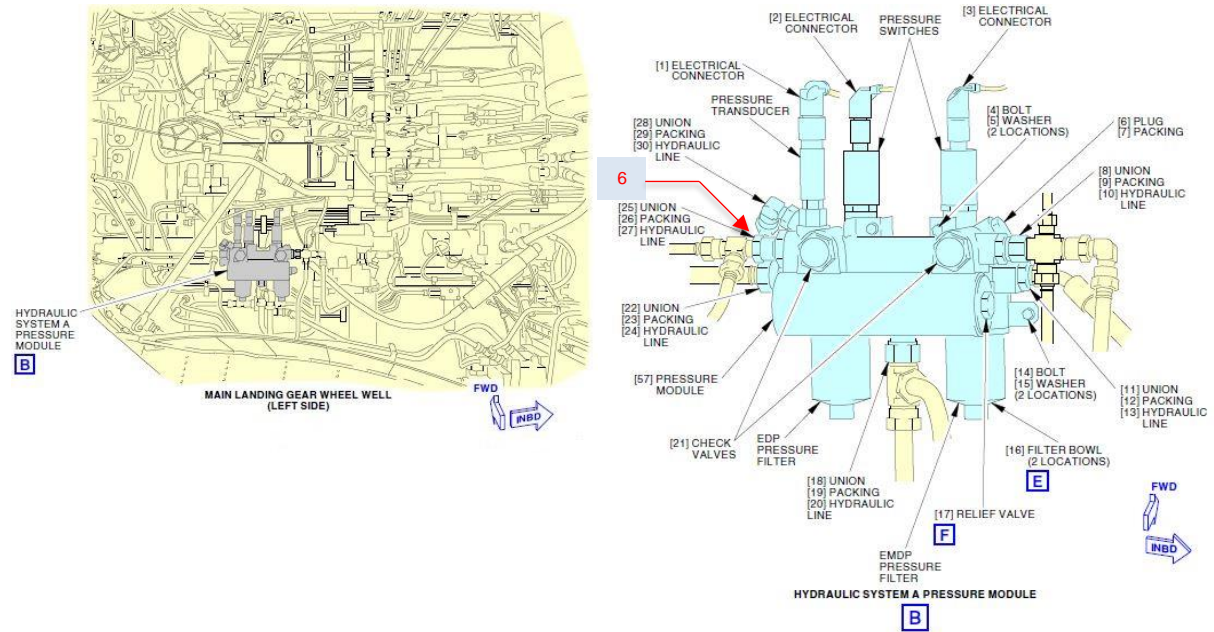 HYDRAULIC
SYSTEM A
PRESSURE
MODULE
B
MAIN LANDING GEAR WHEEL WELL
(LEFT SIDE)
FWD
INBD
[2] ELECTRICAL
CONNECTOR
PRESSURE
SWITCHES
[3] ELECTRICAL
CONNECTOR
[1] ELECTRICAL
CONNECTOR
PRESSURE
TRANSDUCER
[28] UNION
[29] PACKING
[30] HYDRAULIC
LINE
6
[25] UNION
[26] PACKING
[27] HYDRAULIC
LINE
[4] BOLT
[5] WASHER
(2 LOCATIONS)
[6] PLUG
[7] PACKING
[8] UNION
[9] PACKING
[10] HYDRAULIC
LINE
[22] UNION
[23] PACKING
[24] HYDRAULIC
LINE
[57] PRESSURE
MODULE
[21] CHECK
VALVES
EDP
PRESSURE
FILTER
[18] UNION
[19] PACKING
[20] HYDRAULIC
LINE
[14] BOLT
[15] WASHER
(2 LOCATIONS)
[11] UNION
[12] PACKING
[13] HYDRAULIC
LINE
[16] FILTER BOWL
(2 LOCATIONS)
E
[17] RELIEF VALVE
F
EMDP
PRESSURE
FILTER
FWD
INBD
HYDRAULIC SYSTEM A PRESSURE MODULE
B